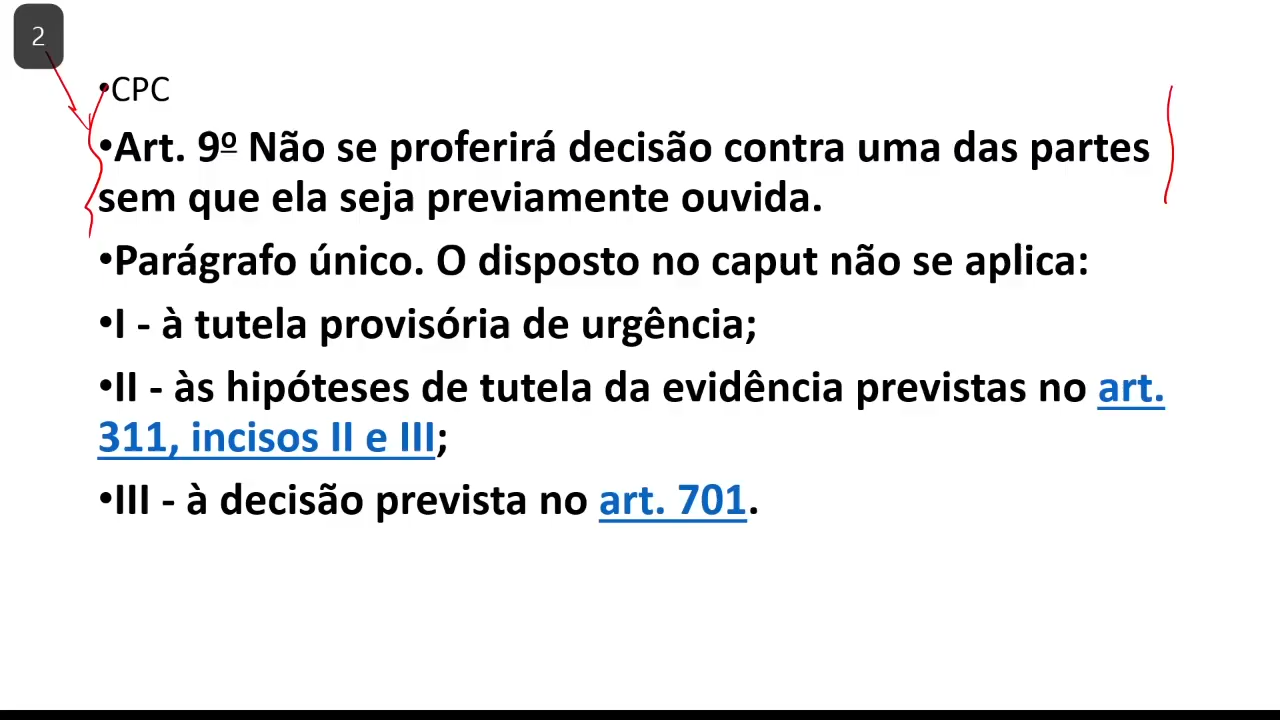 2
•CPC
•Art. 9º Não se proferirá decisão contra uma das partes
sem que ela seja previamente ouvida.
•Parágrafo único. O disposto no caput não se aplica:
•I - à tutela provisória de urgência;
•II - às hipóteses de tutela da evidência previstas no art.
311, incisos II e III;
•III - à decisão prevista no art. 701.